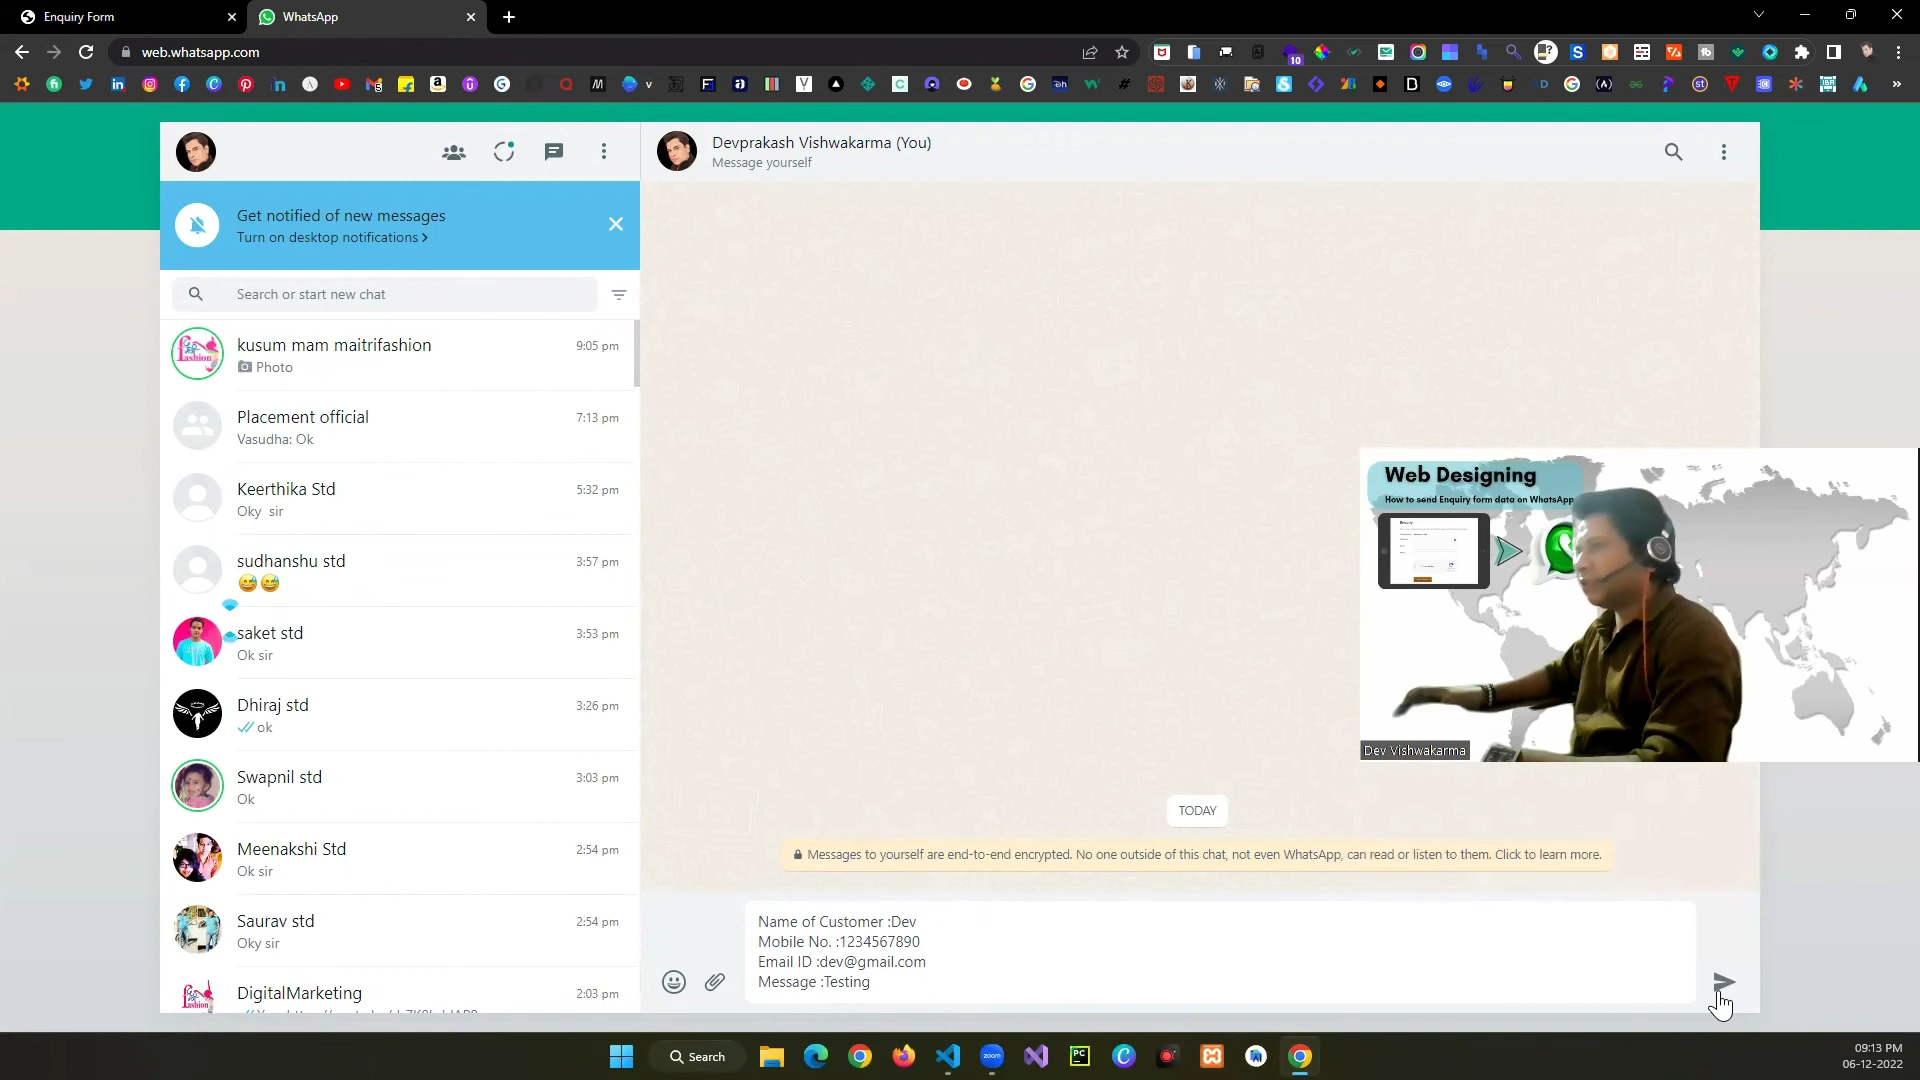 Enquiry Form
WhatsApp
web.whatsapp.com
10
Devprakash Vishwakarma (You)
Message yourself
Get notified of new messages
Turn on desktop notifications >
Search or start new chat
kusum mam maitrifashion
9:05 pm
Photo
Placement official
7:13 pm
Vasudha: Ok
Keerthika Std
5:32 pm
Oky sir
sudhanshu std
3:57 pm
😅😅
saket std
3:53 pm
Ok sir
Dhiraj std
3:26 pm
ok
Swapnil std
3:03 pm
Ok
Meenakshi Std
2:54 pm
Ok sir
Saurav std
2:54 pm
Oky sir
DigitalMarketing
2:03 pm
Web Designing
How to send Enquiry form data on WhatsApp
Dev Vishwakarma
TODAY
Messages to yourself are end-to-end encrypted. No one outside of this chat, not even WhatsApp, can read or listen to them. Click to learn more.
Name of Customer :Dev
Mobile No. :1234567890
Email ID :dev@gmail.com
Message :Testing
Search
zoom
PC
09:13 PM
06-12-2022